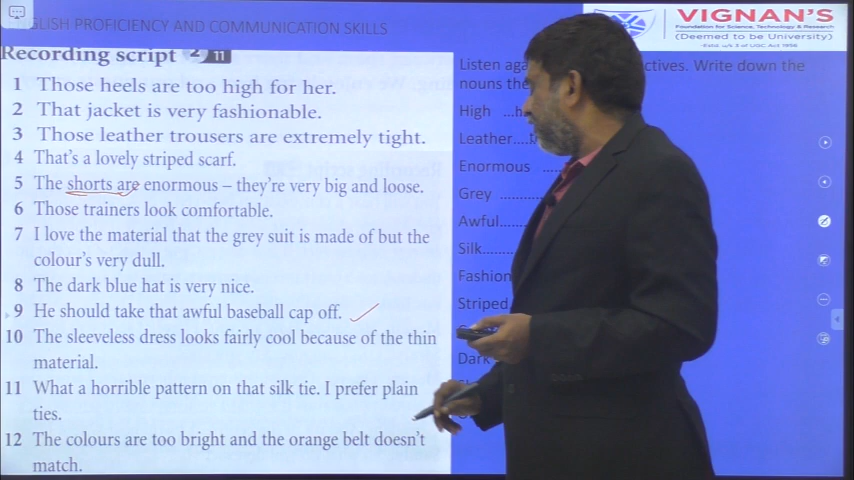 ENGLISH PROFICIENCY AND COMMUNICATION SKILLS
VIGNAN'S
Foundation for Science, Technology & Research
(Deemed to be University)
-Estd. u/s 3 of UGC Act 1956
Recording script 2 11
1 Those heels are too high for her.
2 That jacket is very fashionable.
3 Those leather trousers are extremely tight.
4 That's a lovely striped scarf.
5 The shorts are enormous – they're very big and loose.
6 Those trainers look comfortable.
7 I love the material that the grey suit is made of but the
colour's very dull.
8 The dark blue hat is very nice.
9 He should take that awful baseball cap off.
10 The sleeveless dress looks fairly cool because of the thin
material.
11 What a horrible pattern on that silk tie. I prefer plain
ties.
12 The colours are too bright and the orange belt doesn't
match.
Listen Write down the
nouns
High
Leather....
Enormous ....
Grey ............
Awful........
Silk.......
Fashion
Striped
Dark